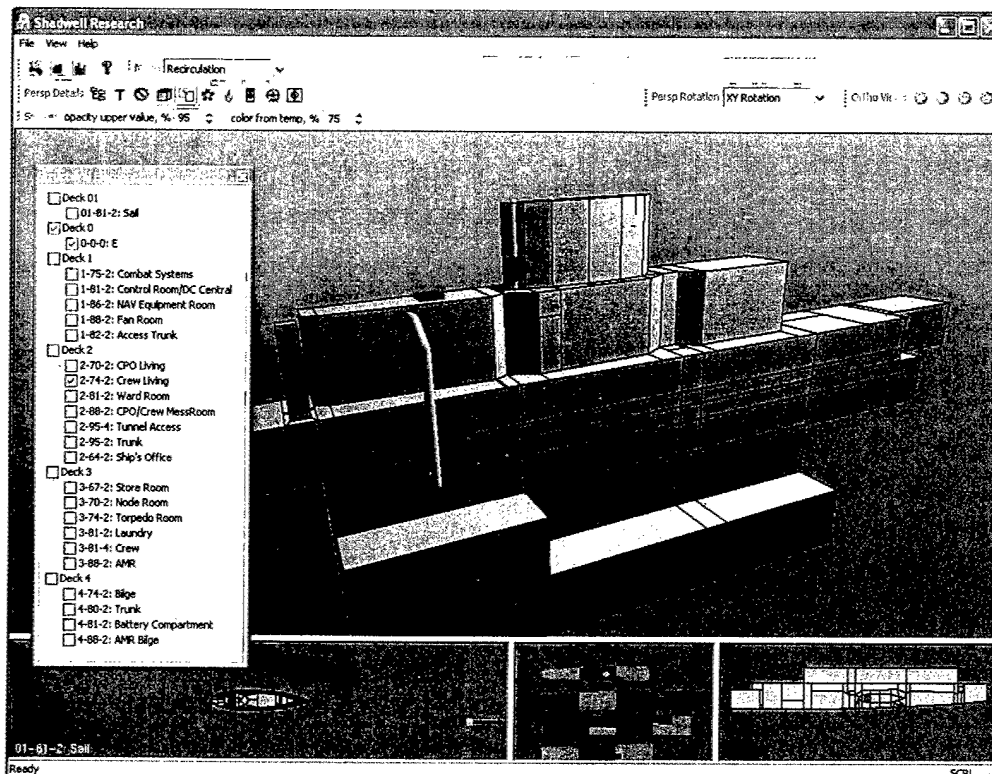 Shadwell Research
File View Help
Recirculation
Persp Details T
Persp Rotation XY Rotation
opacity upper value, % 95 color from temp, % 75
Deck 01
01-81-2: Sail
Deck 0
0-0-0: E
Deck 1
1-75-2: Combat Systems
1-81-2: Control Room/DC Central
1-86-2: NAV Equipment Room
1-88-2: Fan Room
1-82-2: Access Trunk
Deck 2
2-70-2: CPO Living
2-74-2: Crew Living
2-81-2: Ward Room
2-88-2: CPO/Crew MessRoom
2-95-4: Tunnel Access
2-95-2: Trunk
2-64-2: Ship's Office
Deck 3
3-67-2: Store Room
3-70-2: Node Room
3-74-2: Torpedo Room
3-81-2: Laundry
3-81-4: Crew
3-88-2: AMR
Deck 4
4-74-2: Bilge
4-80-2: Trunk
4-81-2: Battery Compartment
4-88-2: AMR Bilge
01-81-2: Sail
Ready